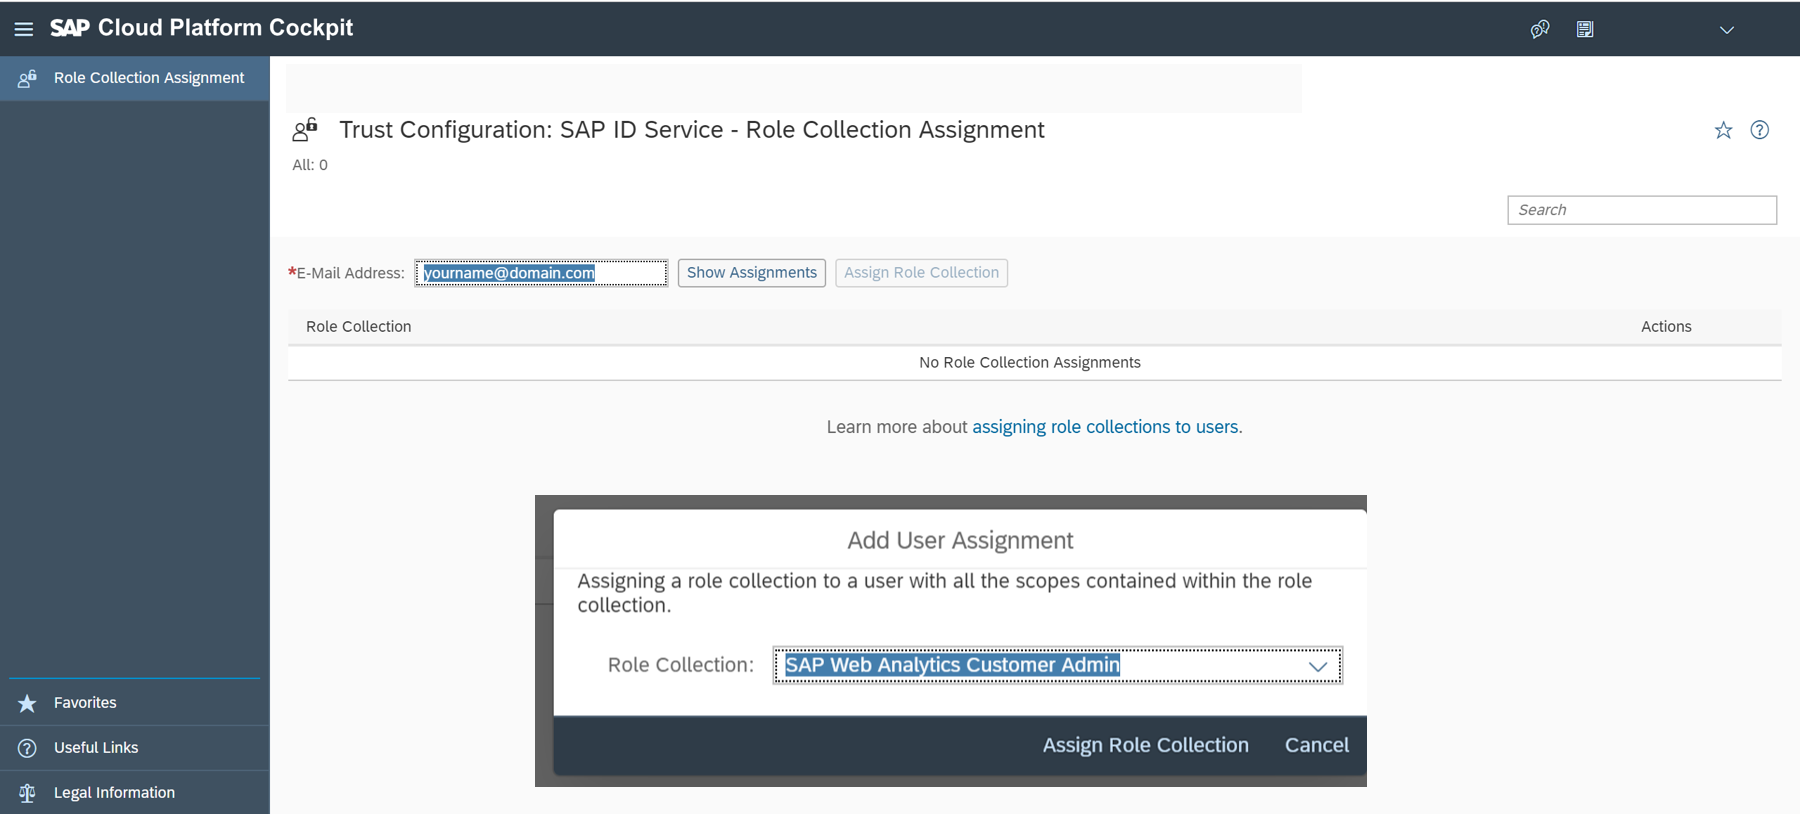 SAP Cloud Platform Cockpit
Role Collection Assignment
Trust Configuration: SAP ID Service - Role Collection Assignment
All: 0
Search
*E-Mail Address: yourname@domain.com Show Assignments Assign Role Collection
Role Collection Actions
No Role Collection Assignments
Learn more about assigning role collections to users.
Add User Assignment
Assigning a role collection to a user with all the scopes contained within the role
collection.
Role Collection: SAP Web Analytics Customer Admin
Assign Role Collection Cancel
Favorites
Useful Links
Legal Information